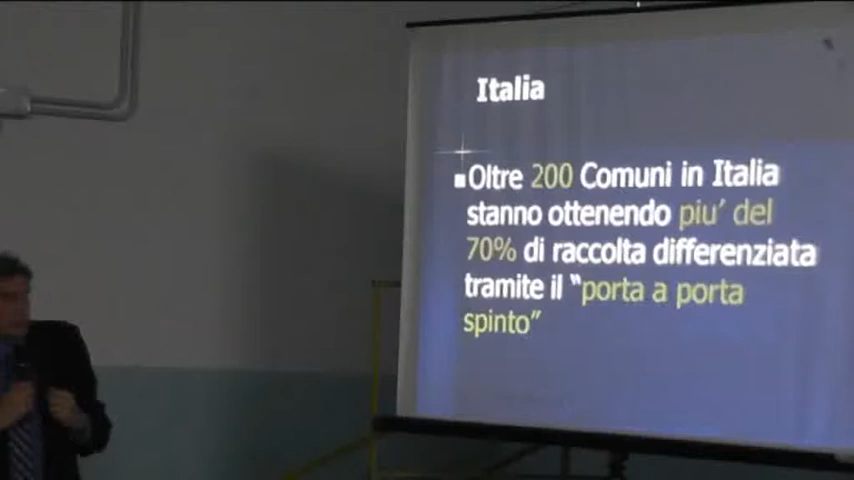 Italia
Oltre 200 Comuni in Italia
stanno ottenendo piu' del
70% di raccolta differenziata
tramite il "porta a porta
spinto"